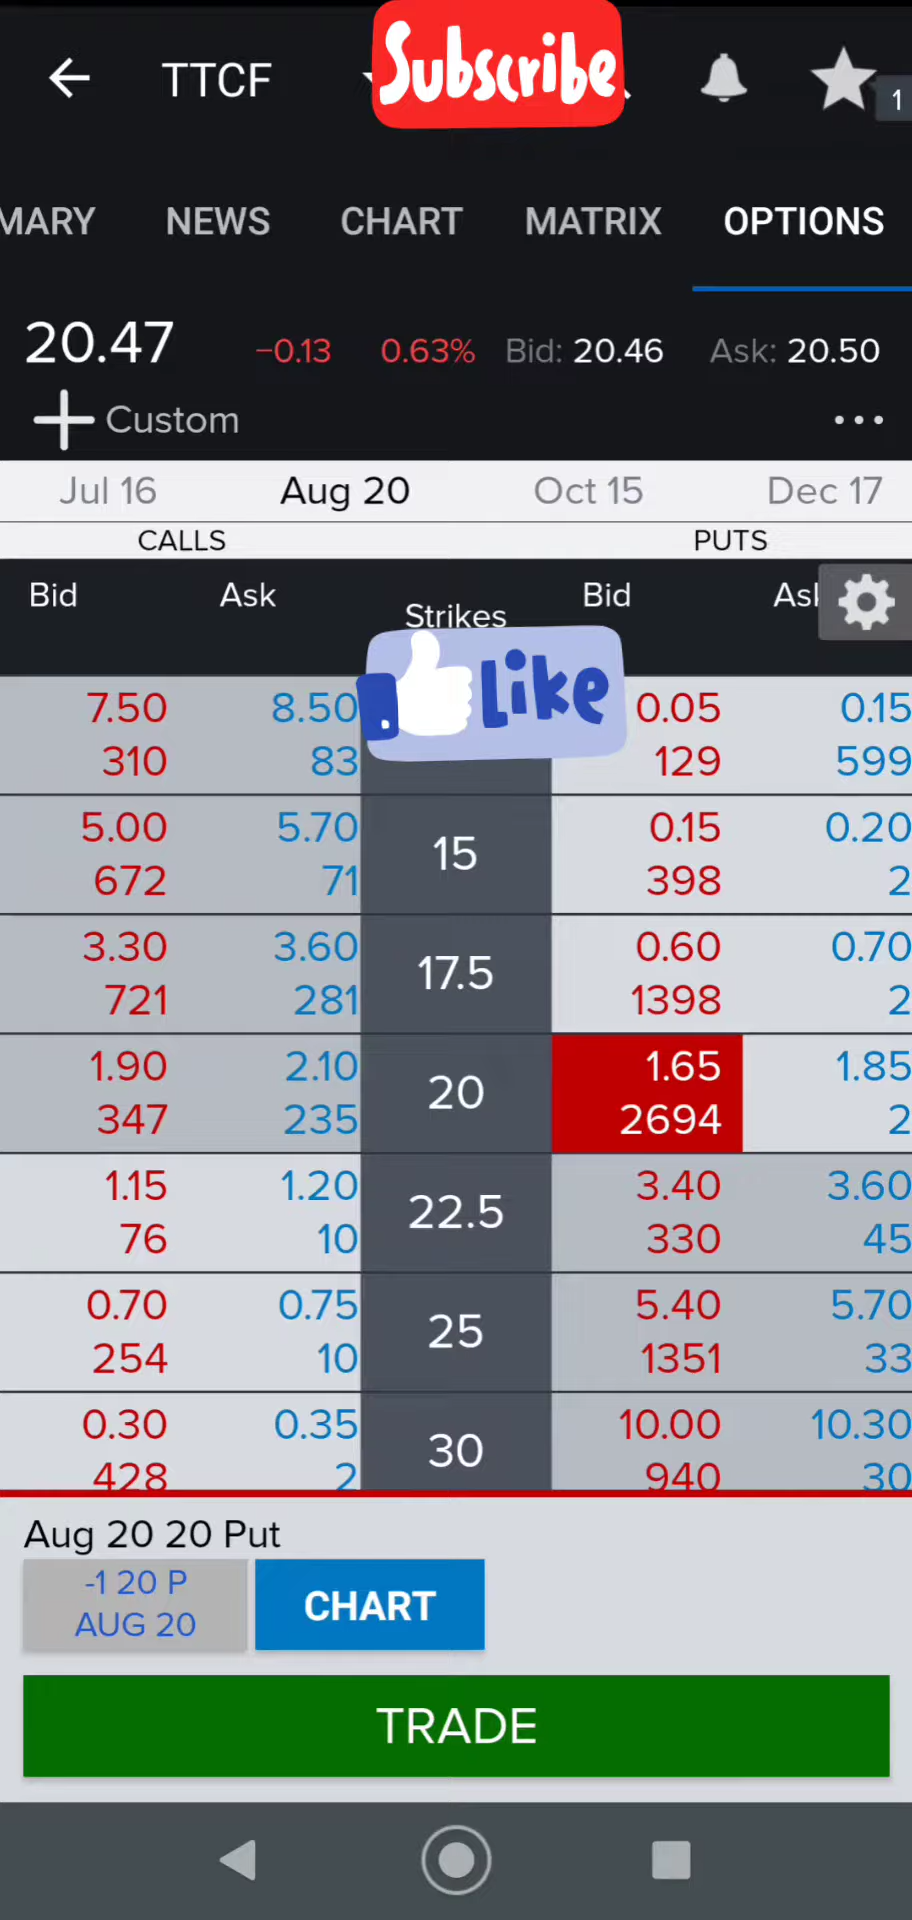 TTCF Subscribe 1
MARY NEWS CHART MATRIX OPTIONS
20.47 −0.13 0.63% Bid: 20.46 Ask: 20.50
Custom ...
Jul 16 Aug 20 Oct 15 Dec 17
CALLS PUTS
Bid Ask Strikes Bid Ask
Like
7.50 8.50 0.05 0.15
310 83 129 599
5.00 5.70 15 0.15 0.20
672 71 398 2
3.30 3.60 17.5 0.60 0.70
721 281 1398 2
1.90 2.10 20 1.65 1.85
347 235 2694 2
1.15 1.20 22.5 3.40 3.60
76 10 330 45
0.70 0.75 25 5.40 5.70
254 10 1351 33
0.30 0.35 30 10.00 10.30
428 2 940 30
Aug 20 20 Put
-1 20 P
AUG 20
CHART
TRADE